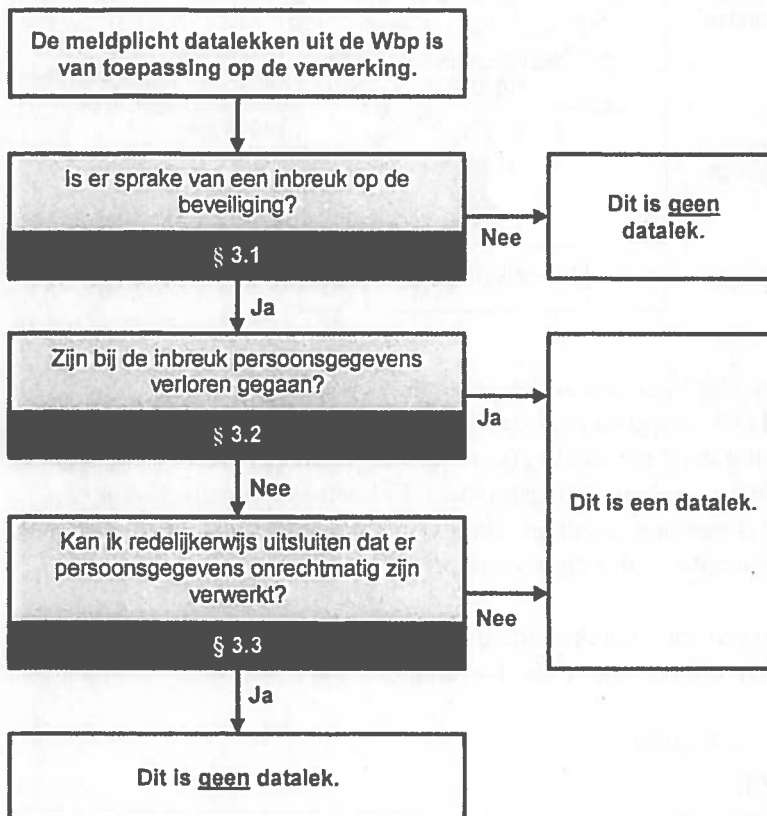 De meldplicht datalekken uit de Wbp is
van toepassing op de verwerking.
Is er sprake van een inbreuk op de
beveiliging?
§ 3.1
Nee
Dit is geen
datalek.
Ja
Zijn bij de inbreuk persoonsgegevens
verloren gegaan?
§ 3.2
Ja
Dit is een datalek.
Nee
Kan ik redelijkerwijs uitsluiten dat er
persoonsgegevens onrechtmatig zijn
verwerkt?
§ 3.3
Nee
Ja
Dit is geen datalek.